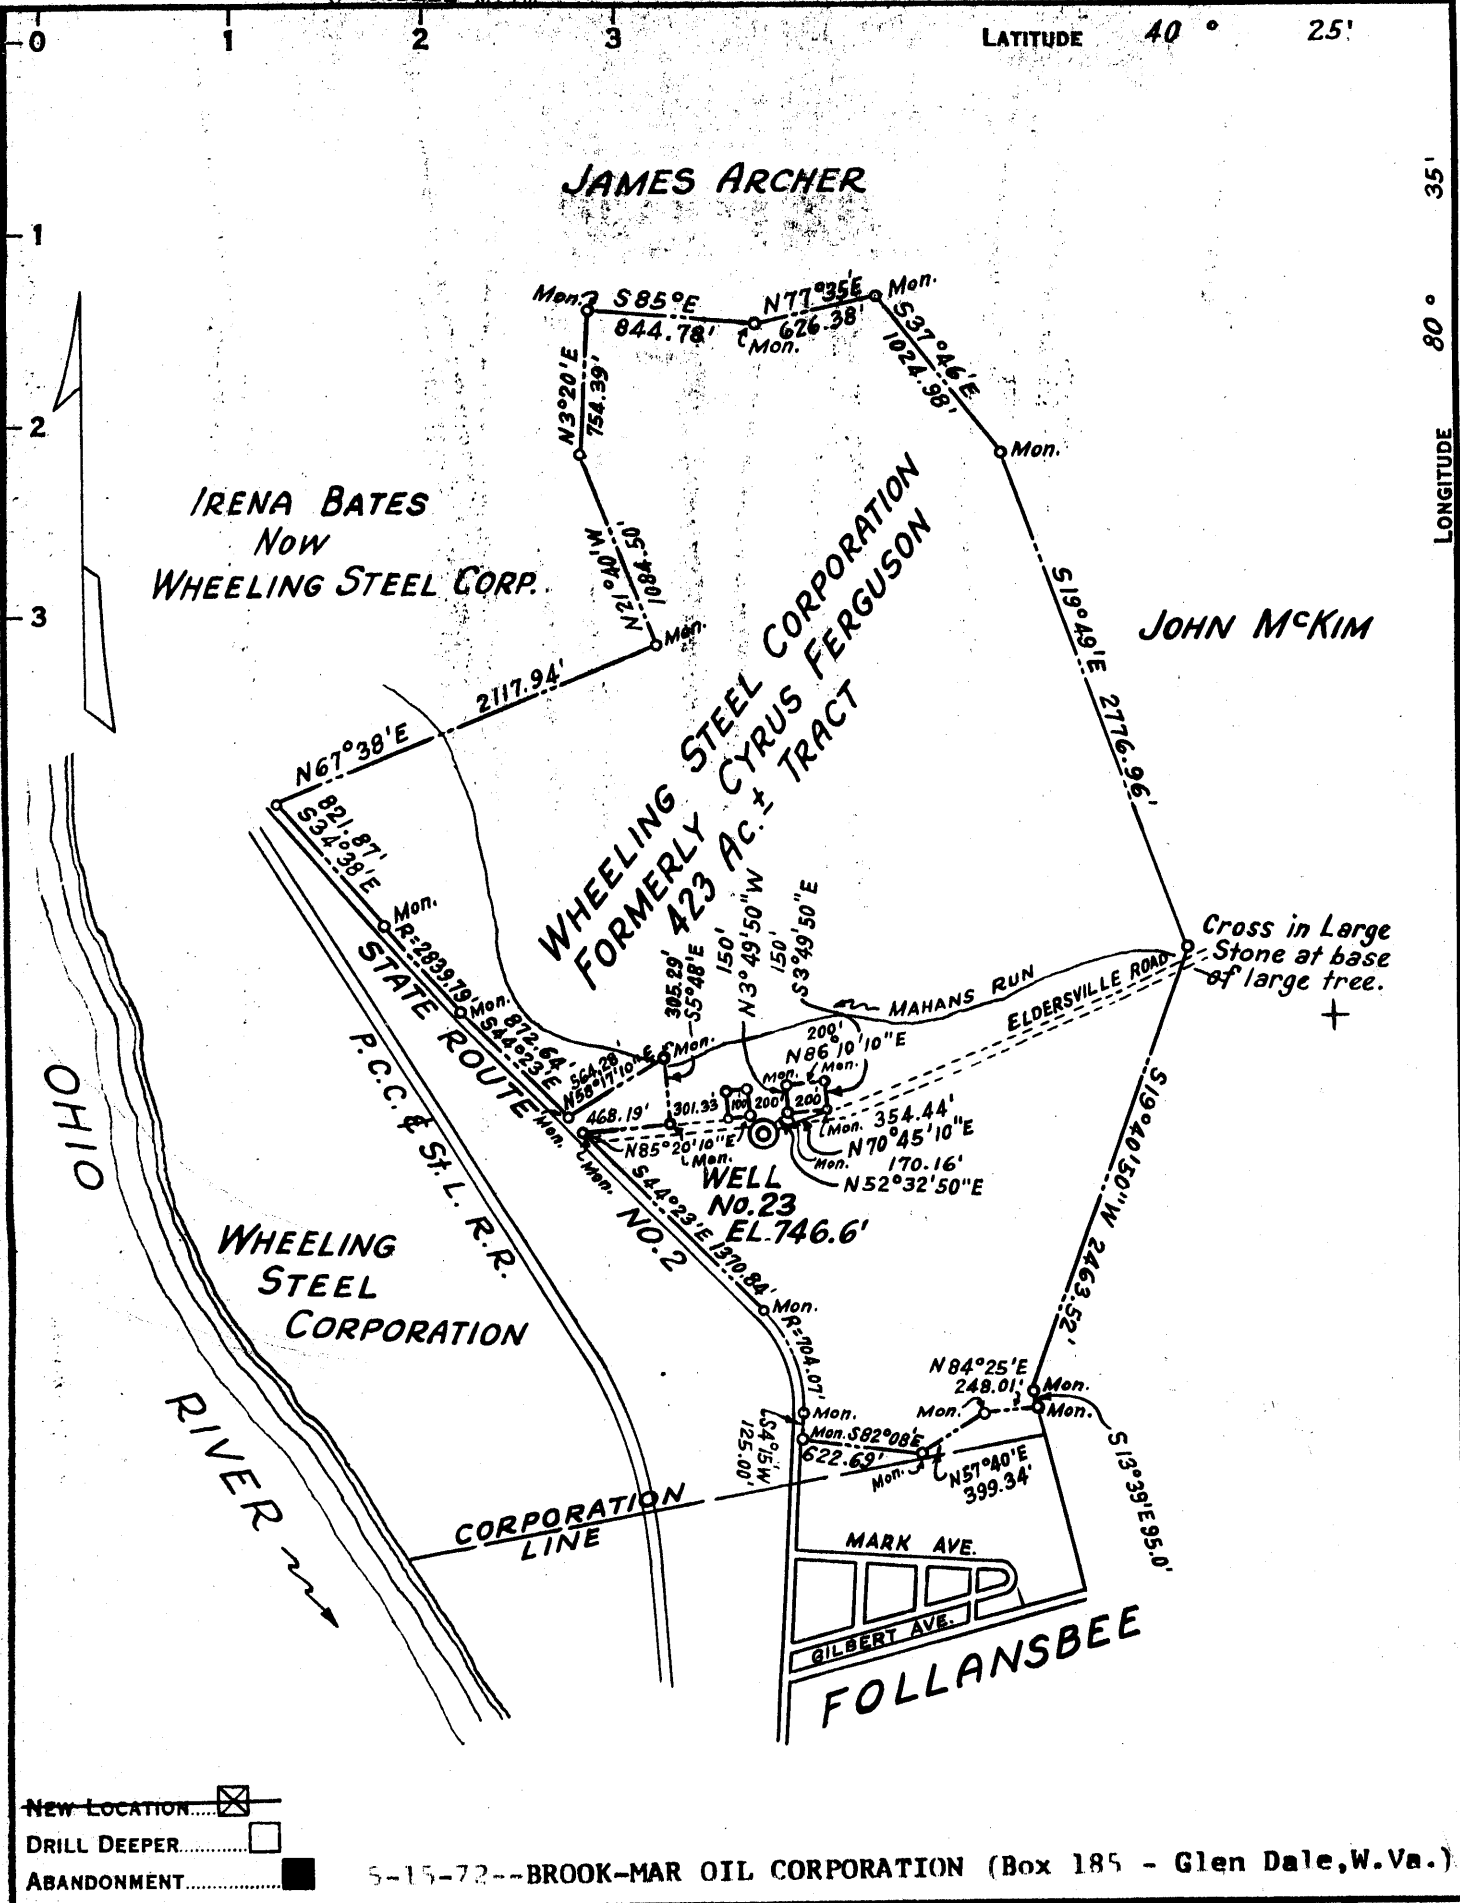 0 1 2 3 LATITUDE 40° 25'
1
2
3
35'
80°
LONGITUDE
JAMES ARCHER
Mon. S85°E
844.78'
Mon.
N77°35'E
626.38'
Mon.
S37°46'E
1024.98'
Mon.
N3°20'E
754.39'
N21°40'W
1084.50'
Mon.
IRENA BATES
NOW
WHEELING STEEL CORP.
JOHN McKIM
S19°49'E 2776.96'
WHEELING STEEL CORPORATION
FORMERLY CYRUS FERGUSON
423 AC.± TRACT
N67°38'E 2117.94'
821.87'
S34°38'E
Mon.
R=2839.79'
Mon.
872.64'
S44°23'E
STATE ROUTE NO.2
P.C.C. & St. L. R.R.
564.28'
N58°17'10"E
Mon.
305.29'
S5°48'E
150'
N3°49'50"W
150'
S3°49'50"E
MAHANS RUN
ELDERSVILLE ROAD
Cross in Large
Stone at base
of large tree.
200'
N86°10'10"E
Mon.
Mon.
468.19'
301.33'
100'
200'
200'
Mon.
Mon.
N85°20'10"E
Mon.
Mon. 354.44'
N70°45'10"E
Mon. 170.16'
N52°32'50"E
WELL
No.23
EL.746.6'
S44°23'E 1370.84'
Mon.
R=704.07'
Mon.
S4°15'W
125.00'
Mon. S82°08'E
622.69'
Mon.
N57°40'E
399.34'
Mon.
N84°25'E
248.01'
Mon.
Mon.
S13°39'E 95.0'
S19°40'50"W 2463.52'
OHIO
RIVER
WHEELING
STEEL
CORPORATION
CORPORATION
LINE
MARK AVE.
GILBERT AVE.
FOLLANSBEE
NEW LOCATION.....
DRILL DEEPER.............
ABANDONMENT..................
5-15-72--BROOK-MAR OIL CORPORATION (Box 185 - Glen Dale,W.Va.)